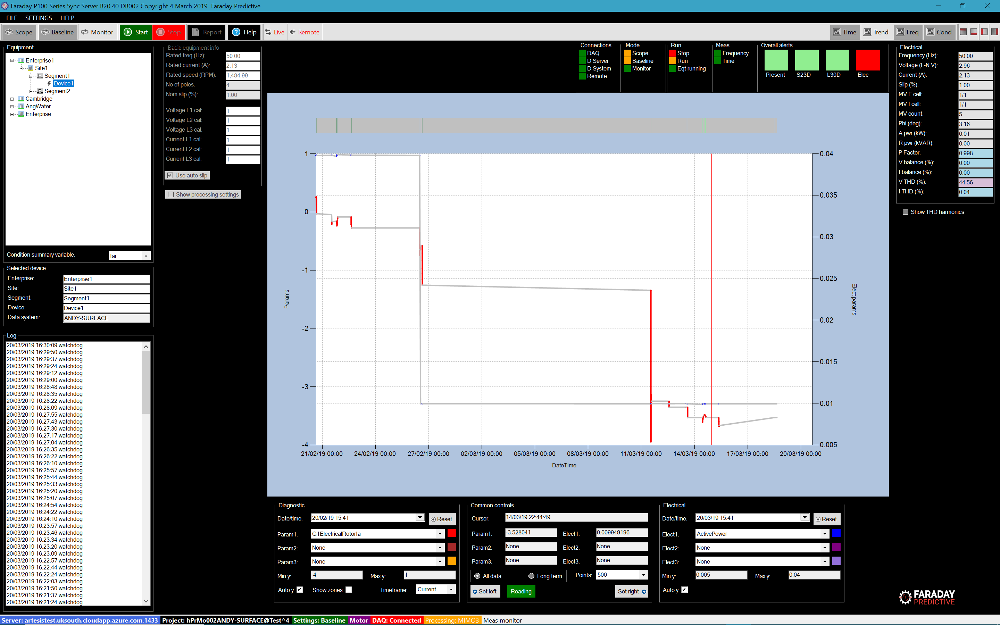 Faraday P100 Series Sync Server B20.40 DB002 Copyright 4 March 2019 Faraday Predictive
FILE SETTINGS HELP
Scope Baseline Monitor Start Stop Report Help Live Remote Time Trend Freq Cond
Equipment
Enterprise1
Site1
Segment1
Device1
Segment2
Cambridge
AngWater
Enterprise
Condition summary variable: Iar
Selected device
Enterprise: Enterprise1
Site: Site1
Segment: Segment1
Device: Device1
Data system: ANDY-SURFACE
Log
20/03/2019 16:30:09 watchdog
20/03/2019 16:29:50 watchdog
20/03/2019 16:29:37 watchdog
20/03/2019 16:29:24 watchdog
20/03/2019 16:29:12 watchdog
20/03/2019 16:29:00 watchdog
20/03/2019 16:28:48 watchdog
20/03/2019 16:28:35 watchdog
20/03/2019 16:28:22 watchdog
20/03/2019 16:28:09 watchdog
20/03/2019 16:27:55 watchdog
20/03/2019 16:27:43 watchdog
20/03/2019 16:27:30 watchdog
20/03/2019 16:27:17 watchdog
20/03/2019 16:27:04 watchdog
20/03/2019 16:26:35 watchdog
20/03/2019 16:26:22 watchdog
20/03/2019 16:26:10 watchdog
20/03/2019 16:25:57 watchdog
20/03/2019 16:25:44 watchdog
20/03/2019 16:25:33 watchdog
20/03/2019 16:25:20 watchdog
20/03/2019 16:25:07 watchdog
20/03/2019 16:24:54 watchdog
20/03/2019 16:24:22 watchdog
20/03/2019 16:24:10 watchdog
20/03/2019 16:23:57 watchdog
20/03/2019 16:23:46 watchdog
20/03/2019 16:23:34 watchdog
20/03/2019 16:23:20 watchdog
20/03/2019 16:23:09 watchdog
20/03/2019 16:22:57 watchdog
20/03/2019 16:22:44 watchdog
20/03/2019 16:22:24 watchdog
20/03/2019 16:22:03 watchdog
20/03/2019 16:21:50 watchdog
20/03/2019 16:21:37 watchdog
20/03/2019 16:21:24 watchdog
Basic equipment info
Rated freq (Hz): 50.00
Rated current (A): 2.13
Rated speed (RPM): 1,484.99
No of poles: 4
Nom slip (%): 1.00
Voltage L1 cal: 1
Voltage L2 cal: 1
Voltage L3 cal: 1
Current L1 cal: 1
Current L2 cal: 1
Current L3 cal: 1
Use auto slip
Show processing settings
Connections
DAQ
D Server
D System
Remote
Mode
Scope
Baseline
Monitor
Run
Stop
Run
Eqt running
Meas
Frequency
Time
Overall alerts
Present S23D L30D Elec
1
0
-1
-2
-3
-4
Params
0.04
0.035
0.03
0.025
0.02
0.015
0.01
0.005
Elect params
21/02/19 00:00 24/02/19 00:00 27/02/19 00:00 02/03/19 00:00 05/03/19 00:00 08/03/19 00:00 11/03/19 00:00 14/03/19 00:00 17/03/19 00:00 20/03/19 00:00
DateTime
Electrical
Frequency (Hz): 50.00
Voltage (L-N V): 2.96
Current (A): 2.13
Slip (%): 1.00
MV F cell: 1/1
MV I cell: 1/1
MV count: 5
Phi (deg): 3.16
A pwr (kW): 0.01
R pwr (kVAR): 0.00
P Factor: 0.998
V balance (%): 0.00
I balance (%): 0.00
V THD (%): 44.56
I THD (%): 0.04
Show THD harmonics
Diagnostic
Date/time: 20/02/19 15:41 Reset
Param1: G1ElectricalRotorIa
Param2: None
Param3: None
Min y: -4 Max y: 1
Auto y Show zones Timeframe: Current
Common controls
Cursor: 14/03/19 22:44:49
Param1: -3.528041 Elect1: 0.009949196
Param2: None Elect2: None
Param3: None Elect3: None
All data Long term Points: 500
Set left Reading Set right
Electrical
Date/time: 20/03/19 15:41 Reset
Elect1: ActivePower
Elect2: None
Elect3: None
Min y: 0.005 Max y: 0.04
Auto y
FARADAY
PREDICTIVE
Server: artesistest.uksouth.cloudapp.azure.com,1433 Project: hPrMo002ANDY-SURFACE@Test^4 Settings: Baseline Motor DAQ: Connected Processing: MIMO3 Meas monitor